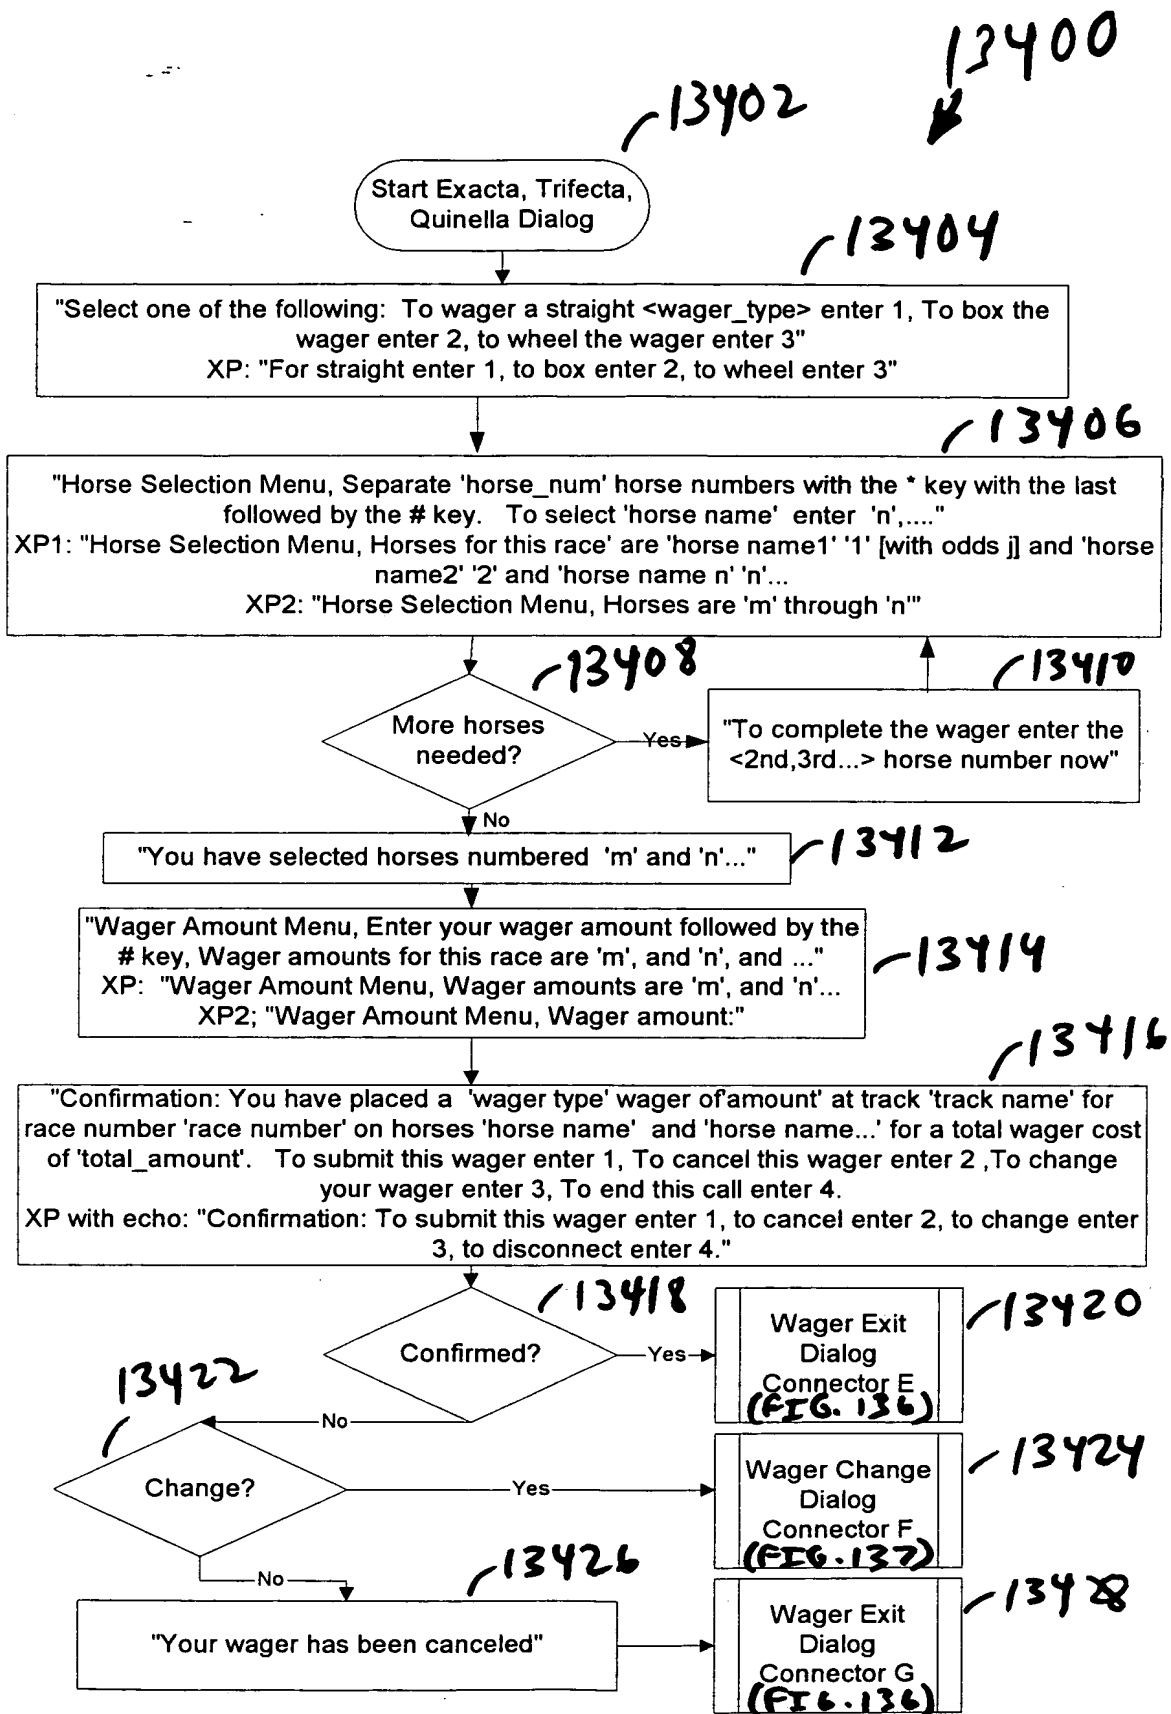 13400
13402
Start Exacta, Trifecta,
Quinella Dialog
13404
"Select one of the following:  To wager a straight <wager_type> enter 1, To box the
wager enter 2, to wheel the wager enter 3"
XP: "For straight enter 1, to box enter 2, to wheel enter 3"
13406
"Horse Selection Menu, Separate 'horse_num' horse numbers with the * key with the last
followed by the # key.   To select 'horse name'  enter  'n',...."
XP1: "Horse Selection Menu, Horses for this race' are 'horse name1' '1' [with odds j] and 'horse
name2' '2' and 'horse name n' 'n'...
XP2: "Horse Selection Menu, Horses are 'm' through 'n'"
13408
13410
More horses
needed?
Yes
"To complete the wager enter the
<2nd,3rd...> horse number now"
No
"You have selected horses numbered  'm' and 'n'..."
13412
"Wager Amount Menu, Enter your wager amount followed by the
# key, Wager amounts for this race are 'm', and 'n', and ..."
XP:  "Wager Amount Menu, Wager amounts are 'm', and 'n'...
XP2; "Wager Amount Menu, Wager amount:"
13414
13416
"Confirmation: You have placed a  'wager type' wager of'amount' at track 'track name' for
race number 'race number' on horses 'horse name'  and 'horse name...' for a total wager cost
of 'total_amount'.   To submit this wager enter 1, To cancel this wager enter 2 ,To change
your wager enter 3, To end this call enter 4.
XP with echo: "Confirmation: To submit this wager enter 1, to cancel enter 2, to change enter
3, to disconnect enter 4."
13418
Confirmed?
Yes
Wager Exit
Dialog
Connector E
(FIG. 136)
13420
13422
No
Change?
Yes
Wager Change
Dialog
Connector F
(FIG. 137)
13424
No
13426
"Your wager has been canceled"
Wager Exit
Dialog
Connector G
(FIG. 136)
13428